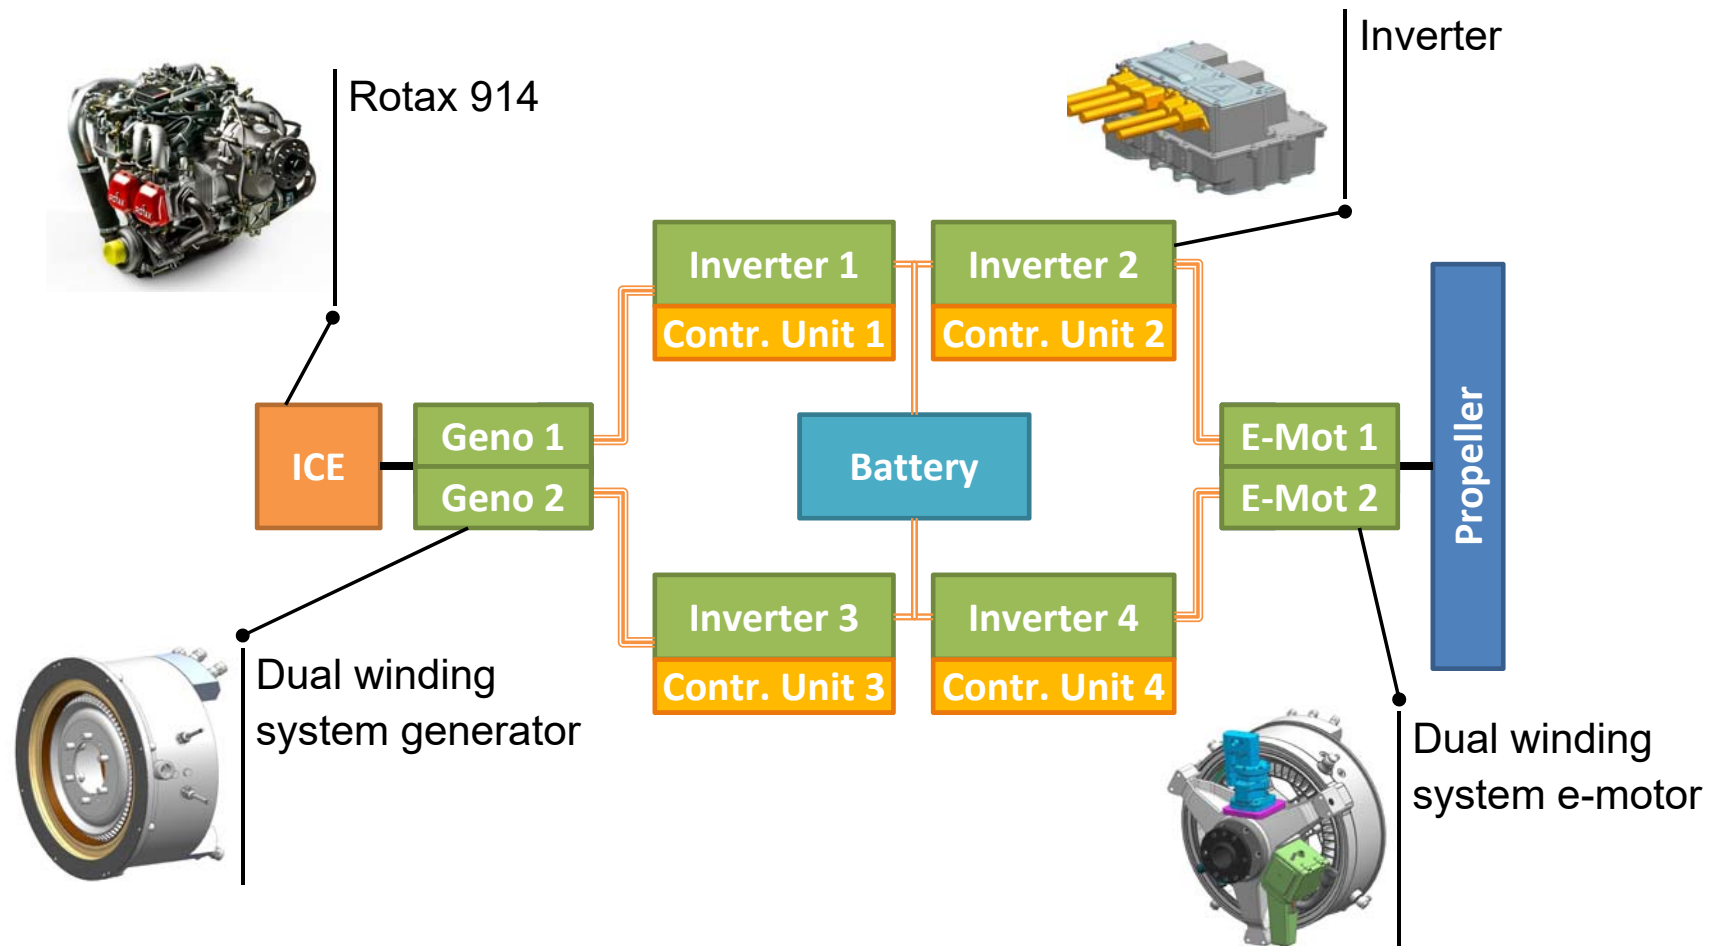 Inverter
Rotax 914
ROTAX
ROTAX
Inverter 1
Inverter 2
Contr. Unit 1
Contr. Unit 2
ICE
Geno 1
Geno 2
Battery
E-Mot 1
E-Mot 2
Propeller
Inverter 3
Inverter 4
Contr. Unit 3
Contr. Unit 4
Dual winding
system generator
Dual winding
system e-motor